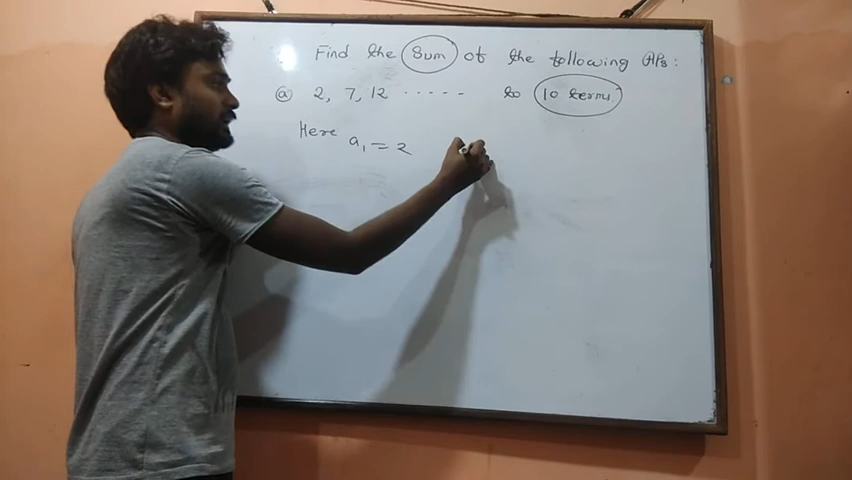 Find the Sum of the following APs :
ⓐ 2, 7, 12 ...... to 10 terms.
Here a₁ = 2